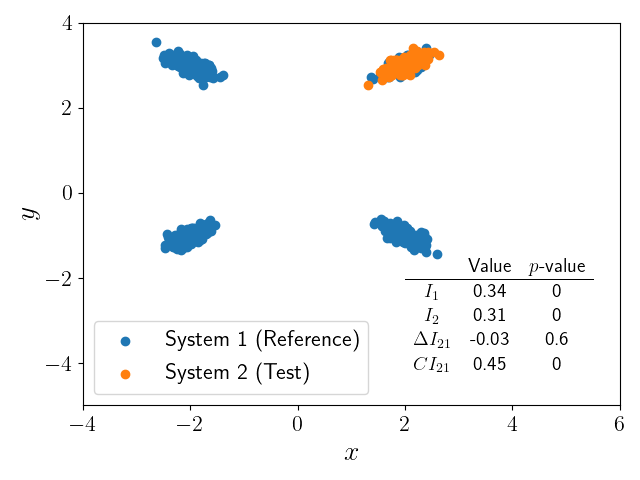 4
2
0
−2
−4
y
Value p-value
I₁ 0.34 0
I₂ 0.31 0
ΔI₂₁ -0.03 0.6
CI₂₁ 0.45 0
System 1 (Reference)
System 2 (Test)
−4 −2 0 2 4 6
x